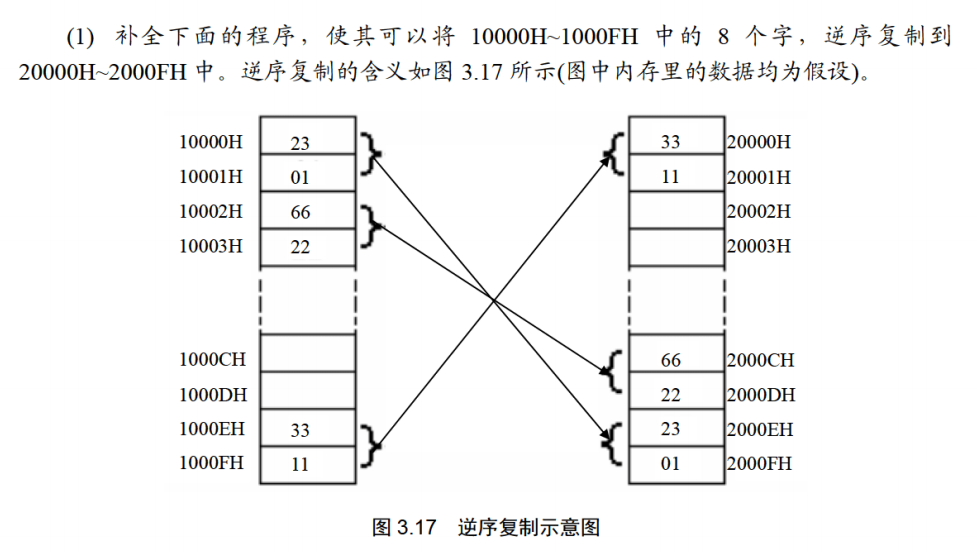 (1) 补全下面的程序，使其可以将 10000H~1000FH 中的 8 个字，逆序复制到
20000H~2000FH 中。逆序复制的含义如图 3.17 所示(图中内存里的数据均为假设)。
10000H 23 33 20000H
10001H 01 11 20001H
10002H 66 20002H
10003H 22 20003H
1000CH 66 2000CH
1000DH 22 2000DH
1000EH 33 23 2000EH
1000FH 11 01 2000FH
图 3.17 逆序复制示意图